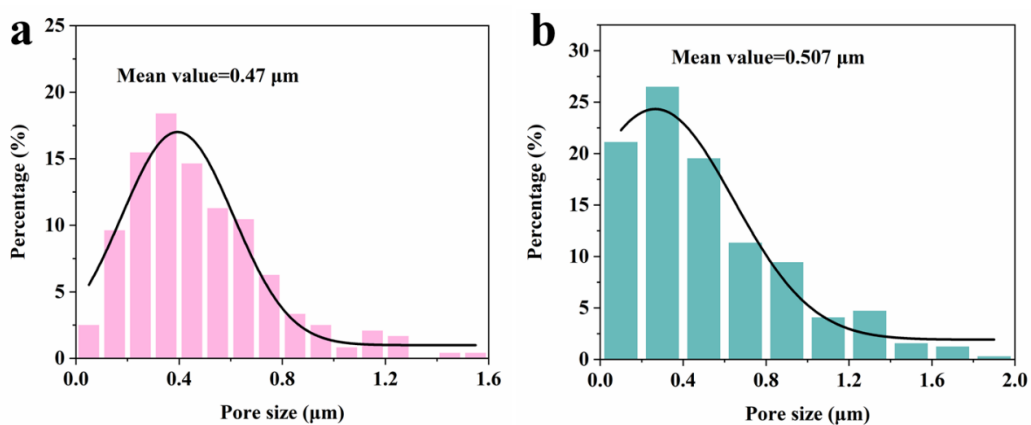 a
Mean value=0.47 μm
Percentage (%)
25
20
15
10
5
0
0.0 0.4 0.8 1.2 1.6
Pore size (μm)
b
Mean value=0.507 μm
Percentage (%)
30
25
20
15
10
5
0
0.0 0.4 0.8 1.2 1.6 2.0
Pore size (μm)